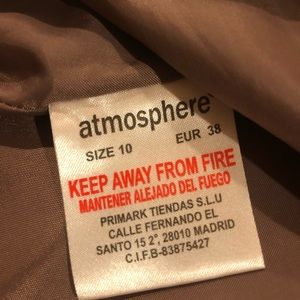 atmosphere
SIZE 10 EUR 38
KEEP AWAY FROM FIRE
MANTENER ALEJADO DEL FUEGO
PRIMARK TIENDAS S.L.U
CALLE FERNANDO EL
SANTO 15 2°, 28010 MADRID
C.I.F.B-83875427